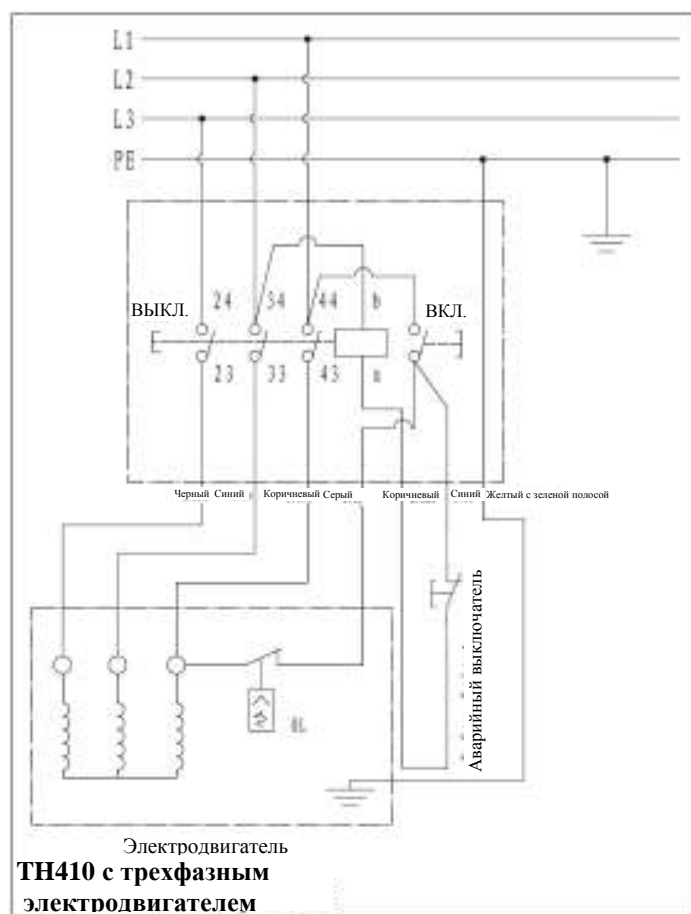 L1
L2
L3
PE
ВЫКЛ. 24 34 44 b ВКЛ.
23 33 43 a
Черный Синий Коричневый Серый Коричневый Синий Желтый с зеленой полосой
Аварийный выключатель
Электродвигатель
TH410 с трехфазным
электродвигателем